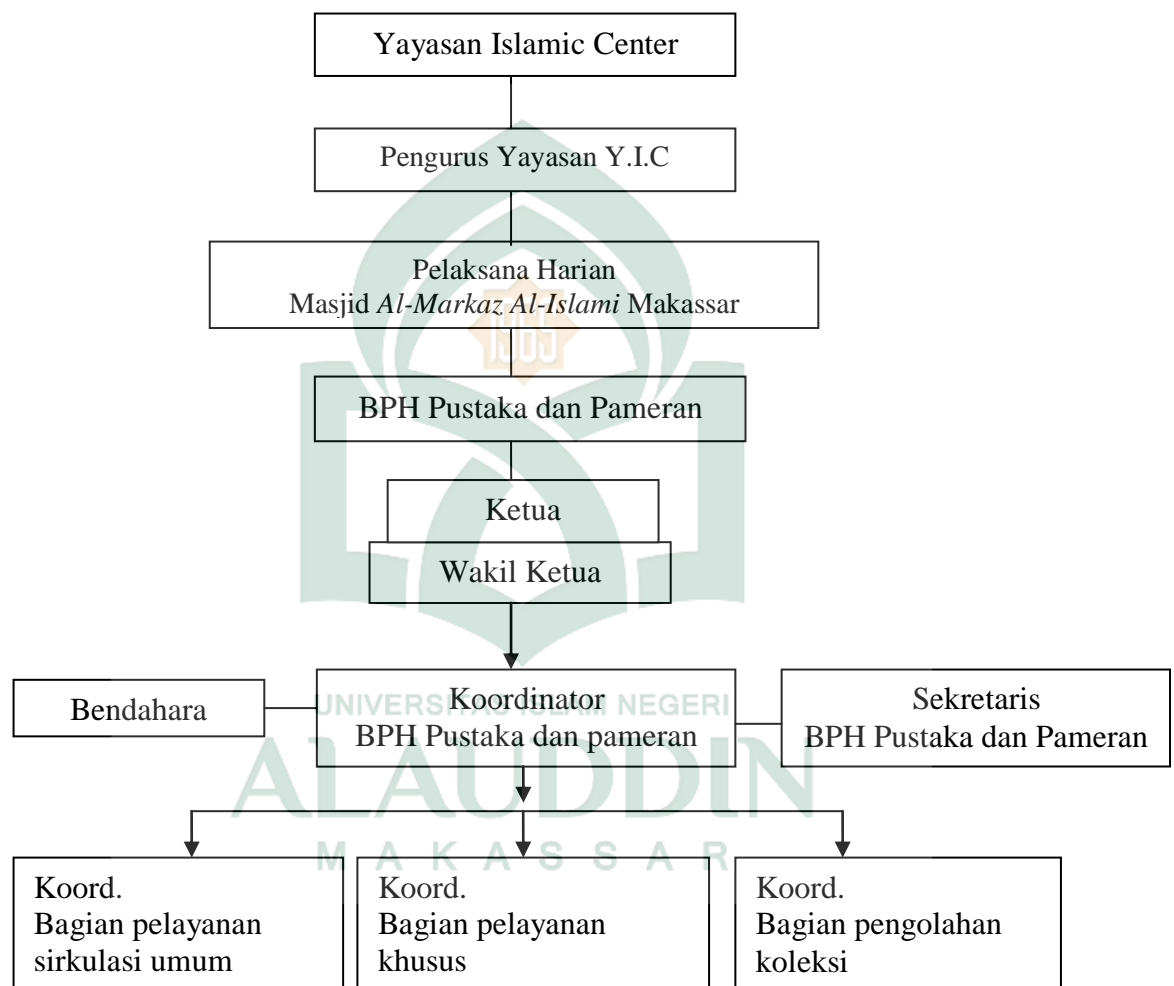 Yayasan Islamic Center
Pengurus Yayasan Y.I.C
Pelaksana Harian
Masjid Al-Markaz Al-Islami Makassar
1965
BPH Pustaka dan Pameran
Ketua
Wakil Ketua
Bendahara
Koordinator
BPH Pustaka dan pameran
Sekretaris
BPH Pustaka dan Pameran
UNIVERSITAS ISLAM NEGERI
ALAUDDIN
MAKASSAR
Koord.
Bagian pelayanan
sirkulasi umum
Koord.
Bagian pelayanan
khusus
Koord.
Bagian pengolahan
koleksi